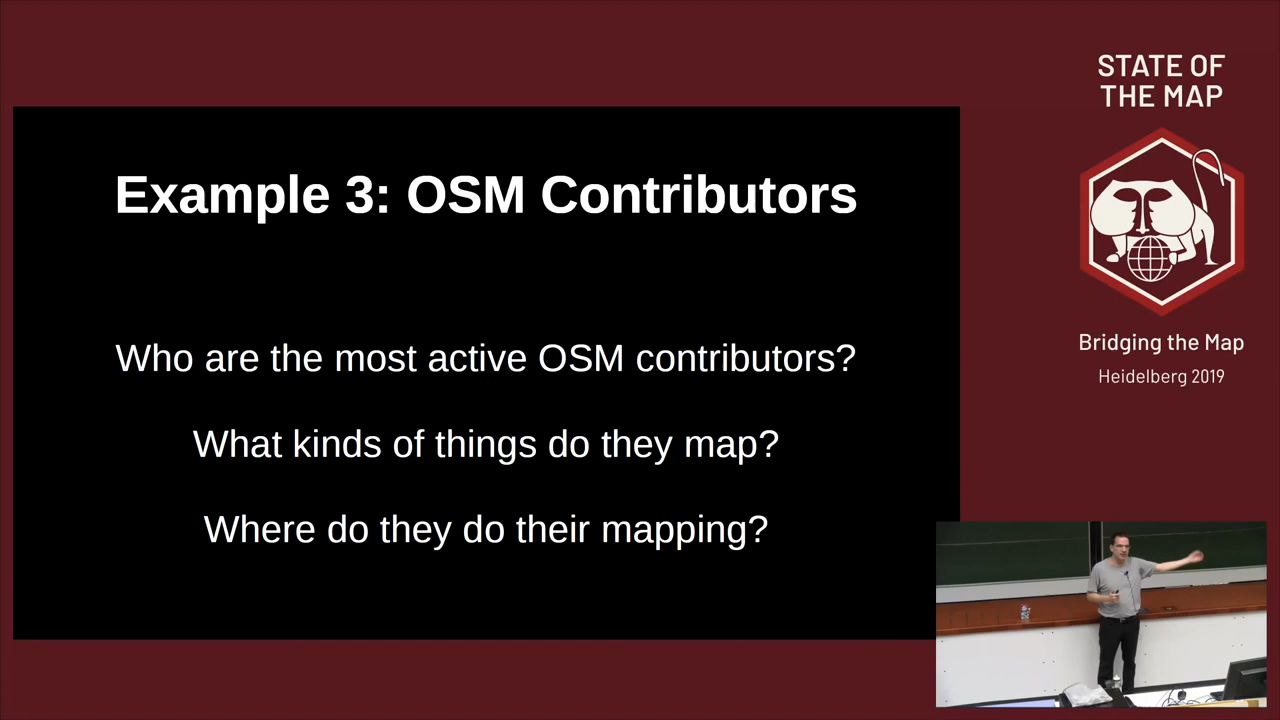 STATE OF
THE MAP
Example 3: OSM Contributors
Bridging the Map
Heidelberg 2019
Who are the most active OSM contributors?
What kinds of things do they map?
Where do they do their mapping?